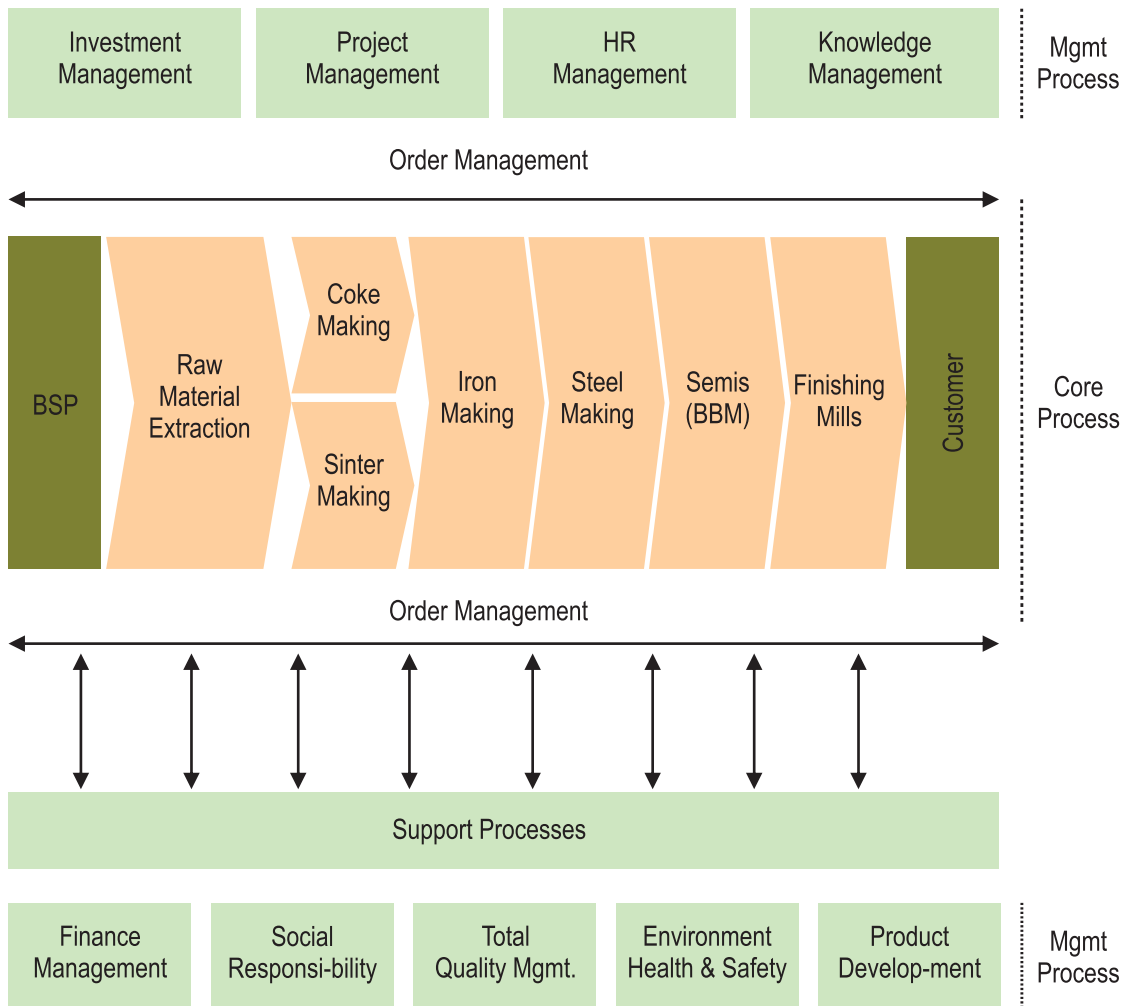 Investment
Management
Project
Management
HR
Management
Knowledge
Management
Mgmt
Process
Order Management
BSP
Raw
Material
Extraction
Coke
Making
Sinter
Making
Iron
Making
Steel
Making
Semis
(BBM)
Finishing
Mills
Customer
Core
Process
Order Management
Support Processes
Finance
Management
Social
Responsi-bility
Total
Quality Mgmt.
Environment
Health & Safety
Product
Develop-ment
Mgmt
Process